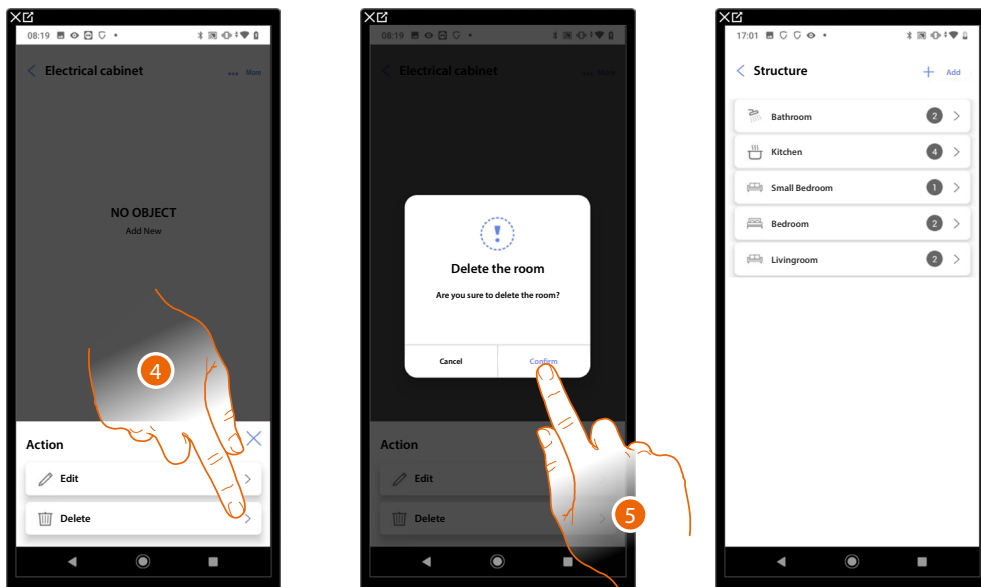 08:19
Electrical cabinet
More
NO OBJECT
Add New
4
Action
Edit
Delete
08:19
Electrical cabinet
More
Delete the room
Are you sure to delete the room?
Cancel
Confirm
Action
Edit
Delete
5
17:01
Structure
Add
Bathroom
2
Kitchen
4
Small Bedroom
1
Bedroom
2
Livingroom
2